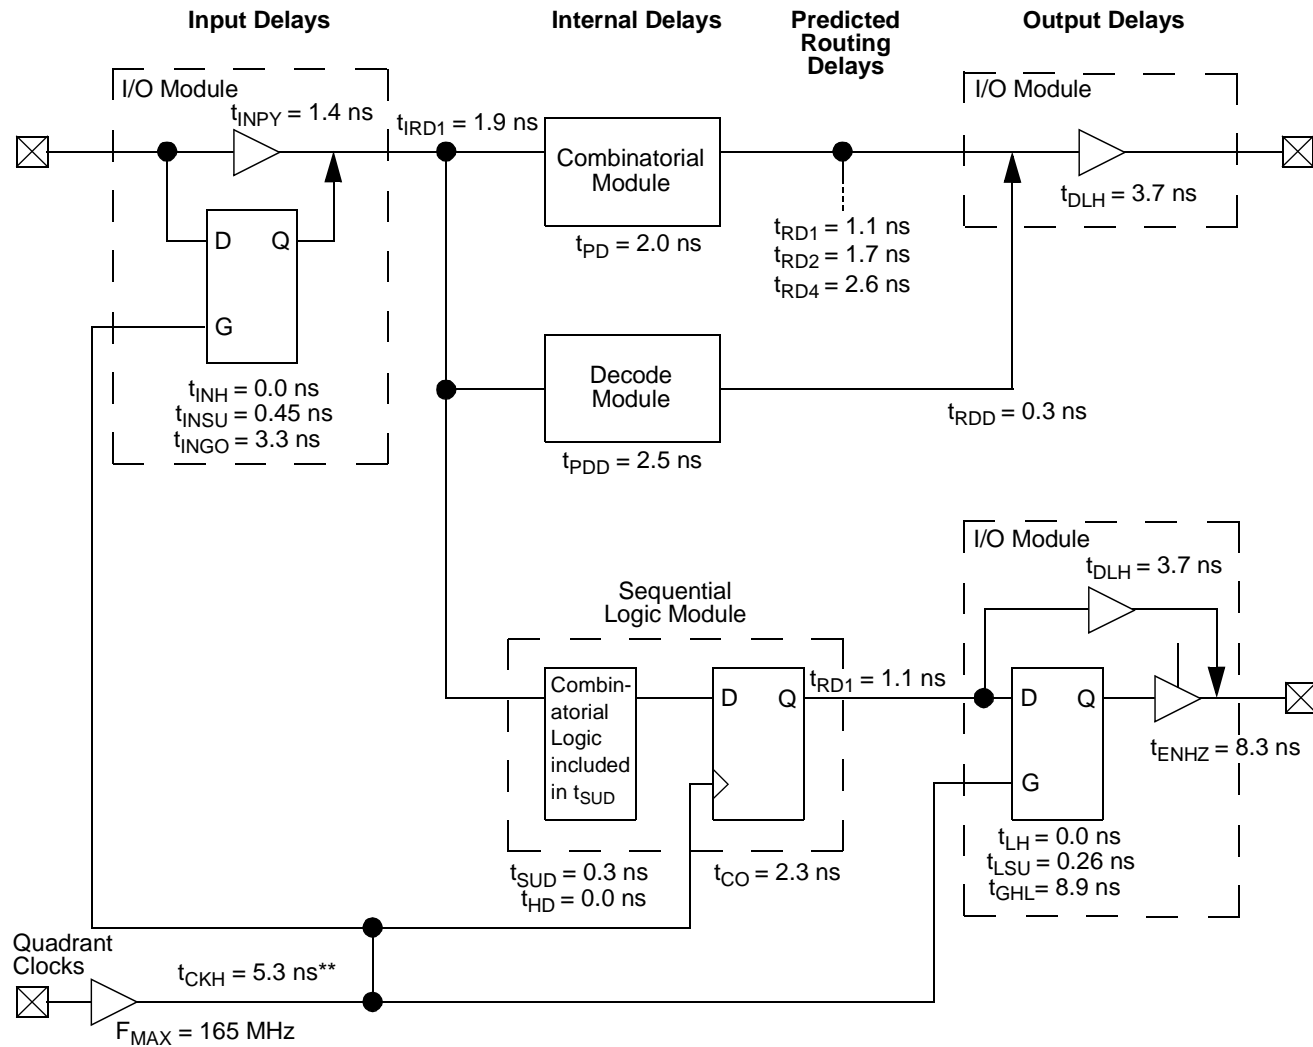 Input Delays
Internal Delays
Predicted
Routing
Delays
Output Delays
I/O Module
tINPY = 1.4 ns
tIRD1 = 1.9 ns
Combinatorial
Module
tPD = 2.0 ns
tRD1 = 1.1 ns
tRD2 = 1.7 ns
tRD4 = 2.6 ns
I/O Module
tDLH = 3.7 ns
D
Q
G
tINH = 0.0 ns
tINSU = 0.45 ns
tINGO = 3.3 ns
Decode
Module
tPDD = 2.5 ns
tRDD = 0.3 ns
Sequential
Logic Module
Combin-
atorial
Logic
included
in tSUD
D
Q
tRD1 = 1.1 ns
tSUD = 0.3 ns
tHD = 0.0 ns
tCO = 2.3 ns
I/O Module
tDLH = 3.7 ns
D
Q
G
tENHZ = 8.3 ns
tLH = 0.0 ns
tLSU = 0.26 ns
tGHL= 8.9 ns
Quadrant
Clocks
tCKH = 5.3 ns**
FMAX = 165 MHz